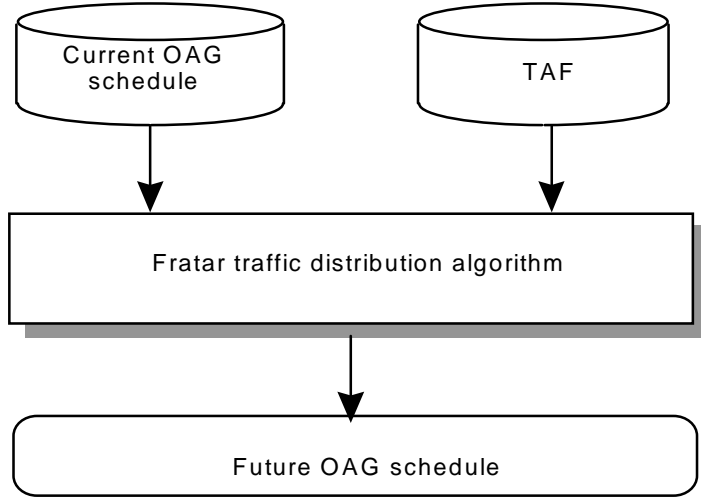 Current OAG
schedule
TAF
Fratar traffic distribution algorithm
Future OAG schedule